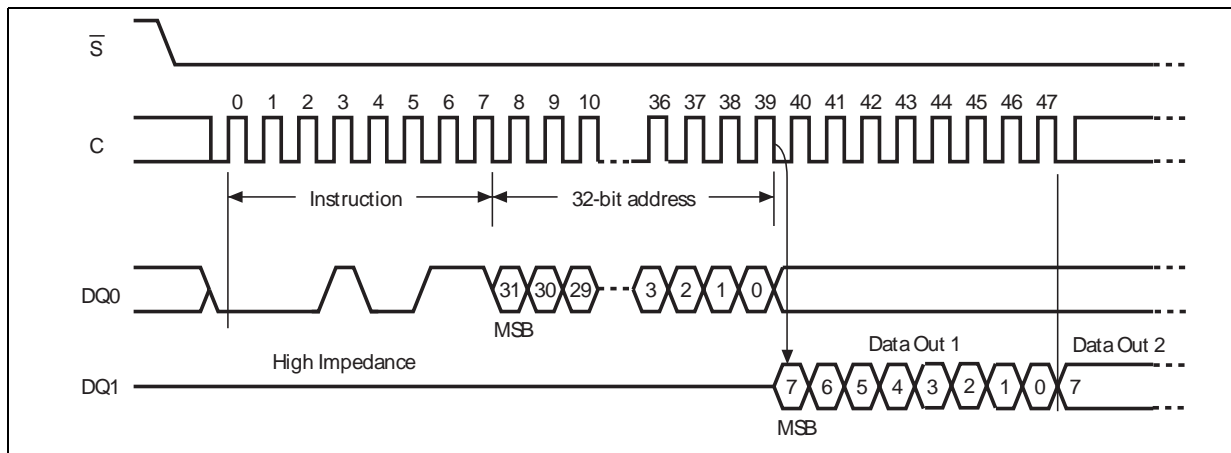 S
0 1 2 3 4 5 6 7 8 9 10 36 37 38 39 40 41 42 43 44 45 46 47
C
Instruction 32-bit address
DQ0 31 30 29 3 2 1 0
MSB
High Impedance Data Out 1 Data Out 2
DQ1 7 6 5 4 3 2 1 0 7
MSB